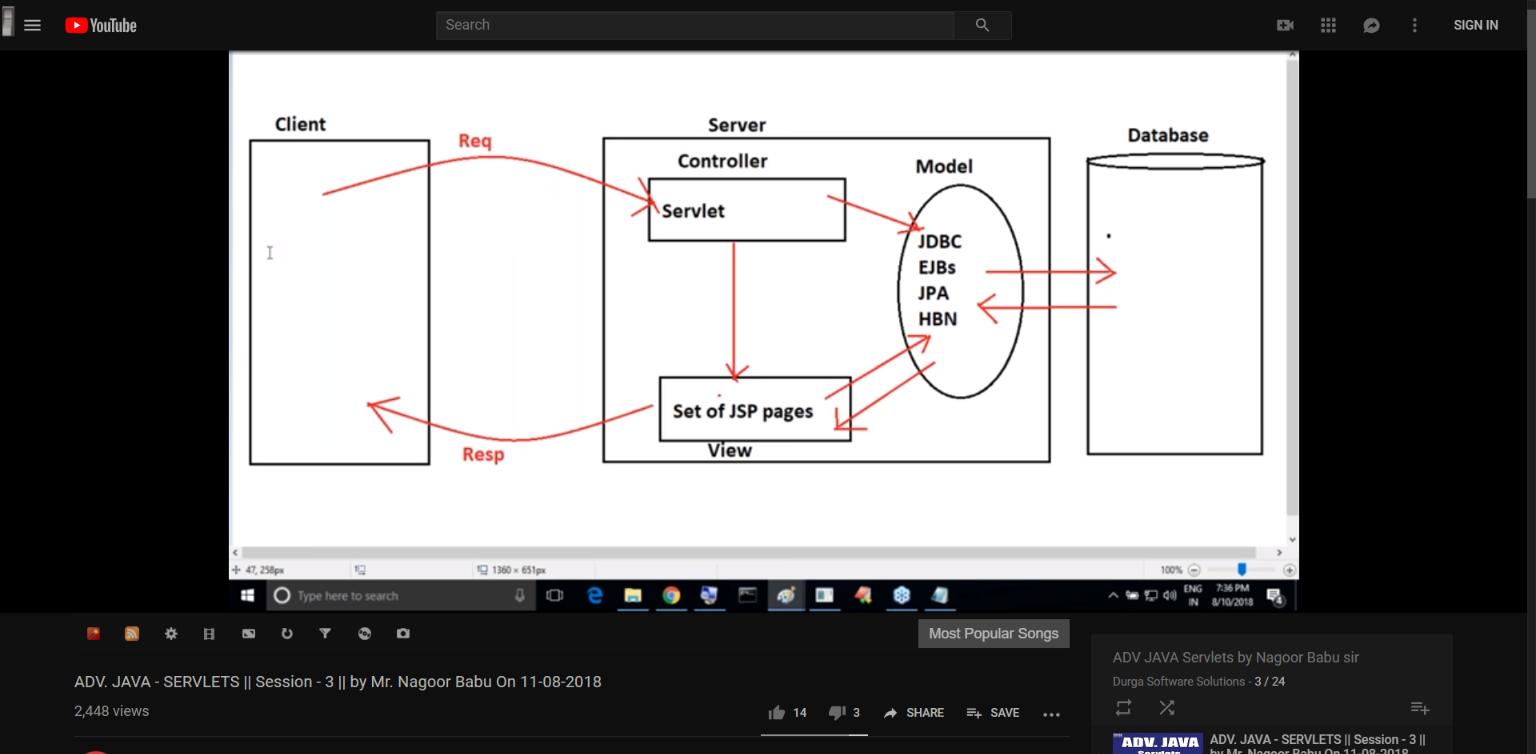 YouTube
Search
SIGN IN
Client
Req
Server
Controller
Servlet
Model
JDBC
EJBs
JPA
HBN
Database
Set of JSP pages
View
Resp
47, 258px
1360 × 651px
100%
Type here to search
ENG
IN
7:36 PM
8/10/2018
4
Most Popular Songs
ADV. JAVA - SERVLETS || Session - 3 || by Mr. Nagoor Babu On 11-08-2018
2,448 views
14
3
SHARE
SAVE
ADV JAVA Servlets by Nagoor Babu sir
Durga Software Solutions - 3 / 24
ADV. JAVA
Servlets
ADV. JAVA - SERVLETS || Session - 3 ||
by Mr. Nagoor Babu On 11-08-2018